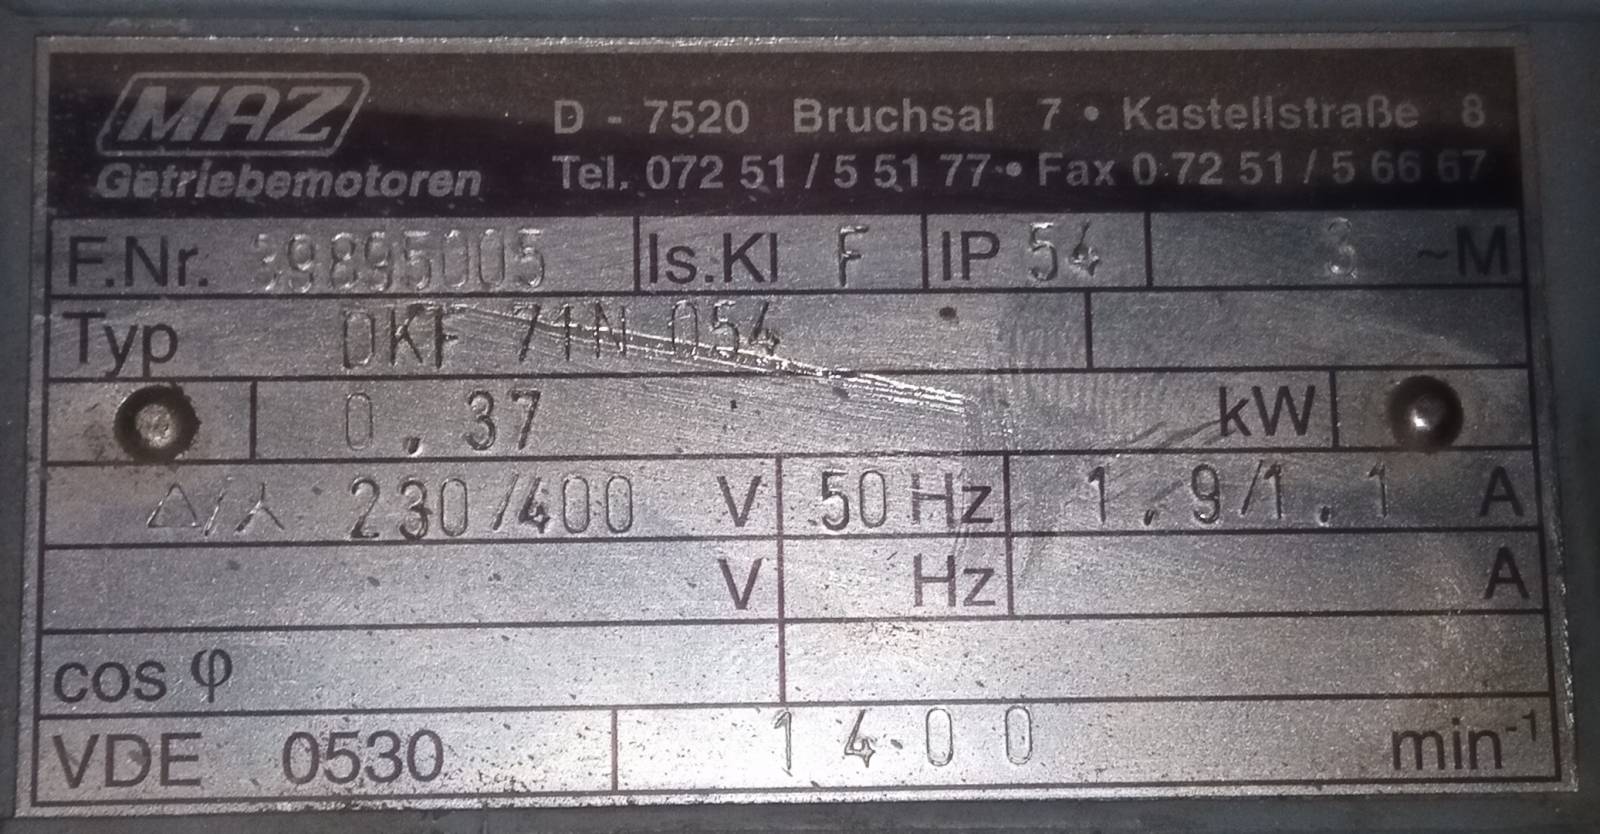 MAZ
Getriebemotoren
D - 7520 Bruchsal 7 • Kastellstraße 8
Tel. 072 51 / 5 51 77 • Fax 0 72 51 / 5 66 67
F.Nr. 39895005 Is.Kl F IP 54 3 ~M
Typ DKF 71N 054
0.37 kW
△/⅄ 230/400 V 50 Hz 1.9/1.1 A
V Hz A
cos φ
VDE 0530 1400 min⁻¹